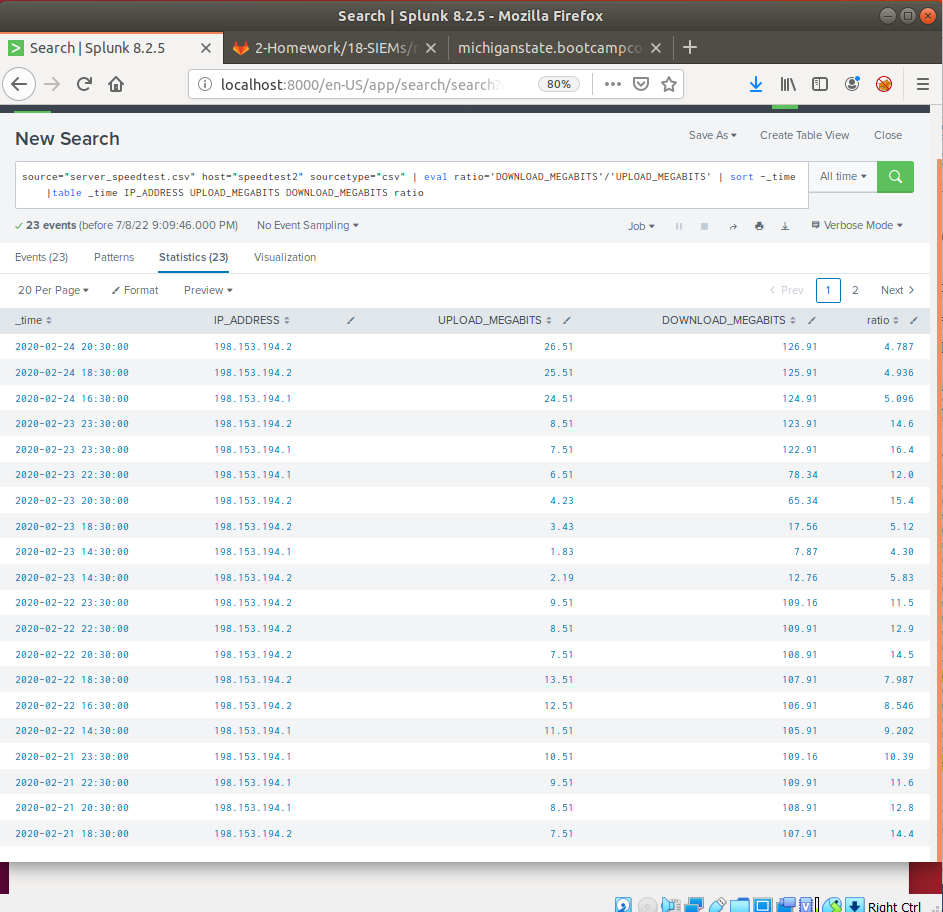 Search | Splunk 8.2.5 - Mozilla Firefox
Search | Splunk 8.2.5
2-Homework/18-SIEMs/
michiganstate.bootcampco
localhost:8000/en-US/app/search/search?
80%
New Search
Save As
Create Table View
Close
source="server_speedtest.csv" host="speedtest2" sourcetype="csv" | eval ratio='DOWNLOAD_MEGABITS'/'UPLOAD_MEGABITS' | sort -_time
|table _time IP_ADDRESS UPLOAD_MEGABITS DOWNLOAD_MEGABITS ratio
All time
23 events (before 7/8/22 9:09:46.000 PM)
No Event Sampling
Job
Verbose Mode
Events (23)
Patterns
Statistics (23)
Visualization
20 Per Page
Format
Preview
Prev
1
2
Next
_time IP_ADDRESS UPLOAD_MEGABITS DOWNLOAD_MEGABITS ratio
2020-02-24 20:30:00 198.153.194.2 26.51 126.91 4.787
2020-02-24 18:30:00 198.153.194.2 25.51 125.91 4.936
2020-02-24 16:30:00 198.153.194.1 24.51 124.91 5.096
2020-02-23 23:30:00 198.153.194.2 8.51 123.91 14.6
2020-02-23 23:30:00 198.153.194.1 7.51 122.91 16.4
2020-02-23 22:30:00 198.153.194.1 6.51 78.34 12.0
2020-02-23 20:30:00 198.153.194.2 4.23 65.34 15.4
2020-02-23 18:30:00 198.153.194.2 3.43 17.56 5.12
2020-02-23 14:30:00 198.153.194.1 1.83 7.87 4.30
2020-02-23 14:30:00 198.153.194.2 2.19 12.76 5.83
2020-02-22 23:30:00 198.153.194.2 9.51 109.16 11.5
2020-02-22 22:30:00 198.153.194.2 8.51 109.91 12.9
2020-02-22 20:30:00 198.153.194.2 7.51 108.91 14.5
2020-02-22 18:30:00 198.153.194.2 13.51 107.91 7.987
2020-02-22 16:30:00 198.153.194.2 12.51 106.91 8.546
2020-02-22 14:30:00 198.153.194.1 11.51 105.91 9.202
2020-02-21 23:30:00 198.153.194.1 10.51 109.16 10.39
2020-02-21 22:30:00 198.153.194.1 9.51 109.91 11.6
2020-02-21 20:30:00 198.153.194.1 8.51 108.91 12.8
2020-02-21 18:30:00 198.153.194.2 7.51 107.91 14.4
Right Ctrl